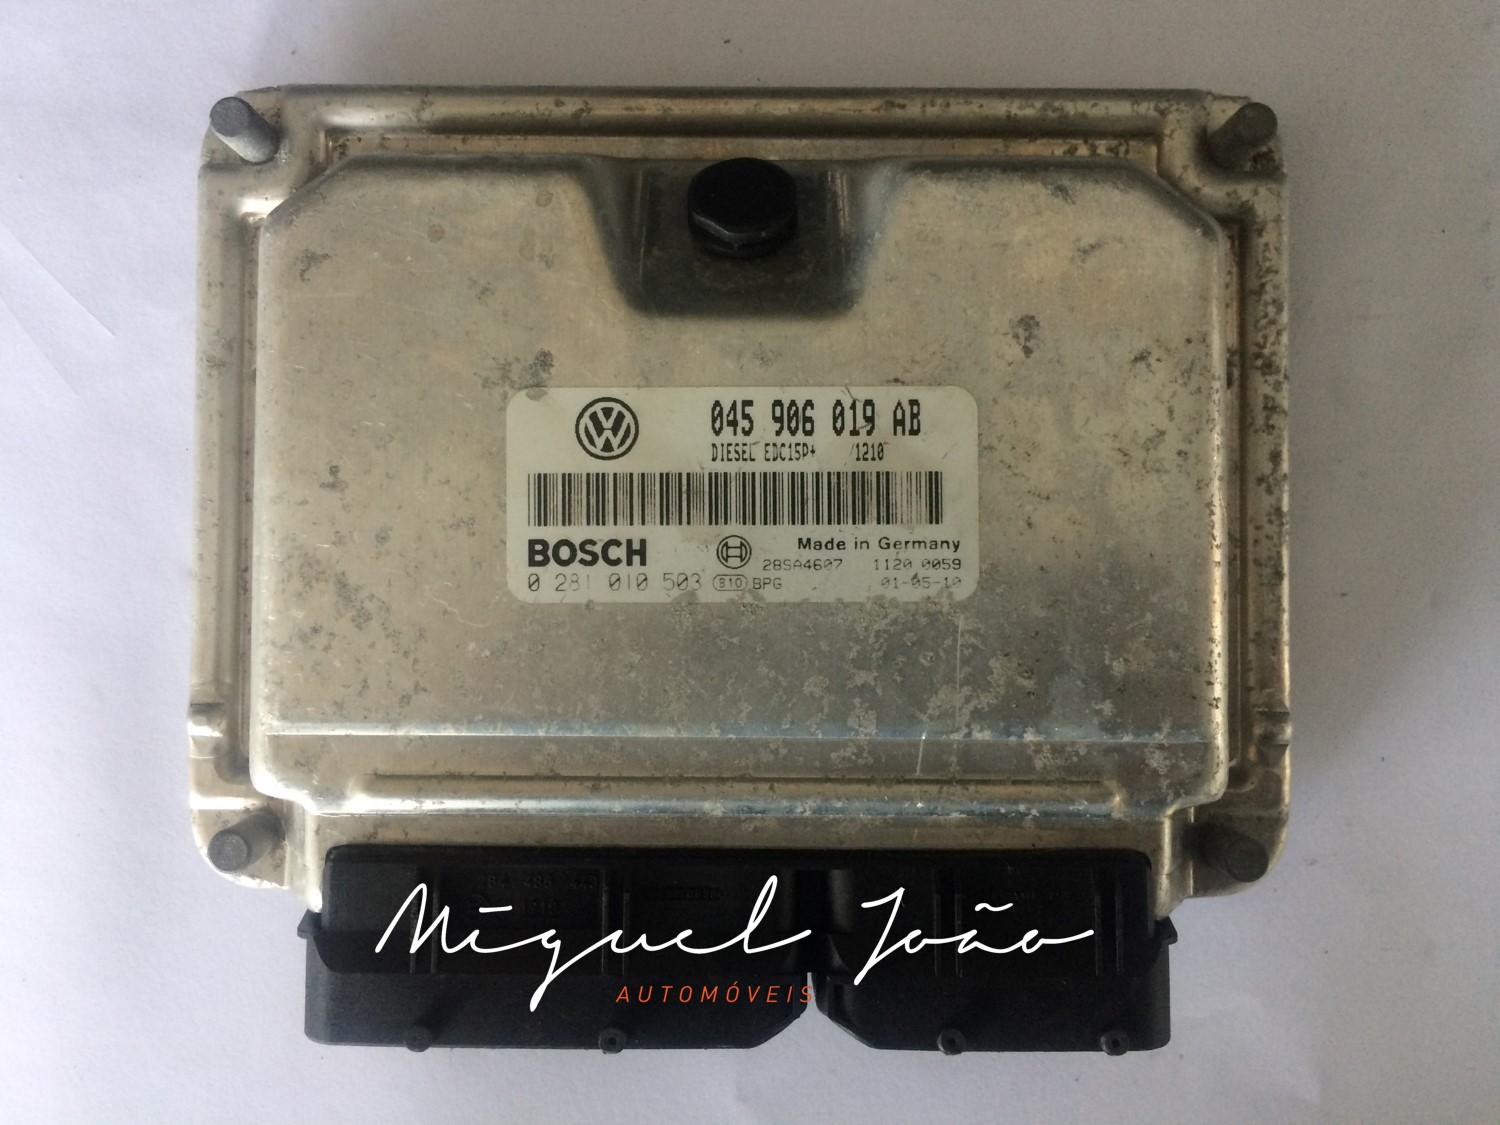 045 906 019 AB
DIESEL EDC15P+ /1210
BOSCH
Made in Germany
28SA4607 1120 0059
0 281 010 503 810 BPG 01-05-10
Miguel João
AUTOMÓVEIS